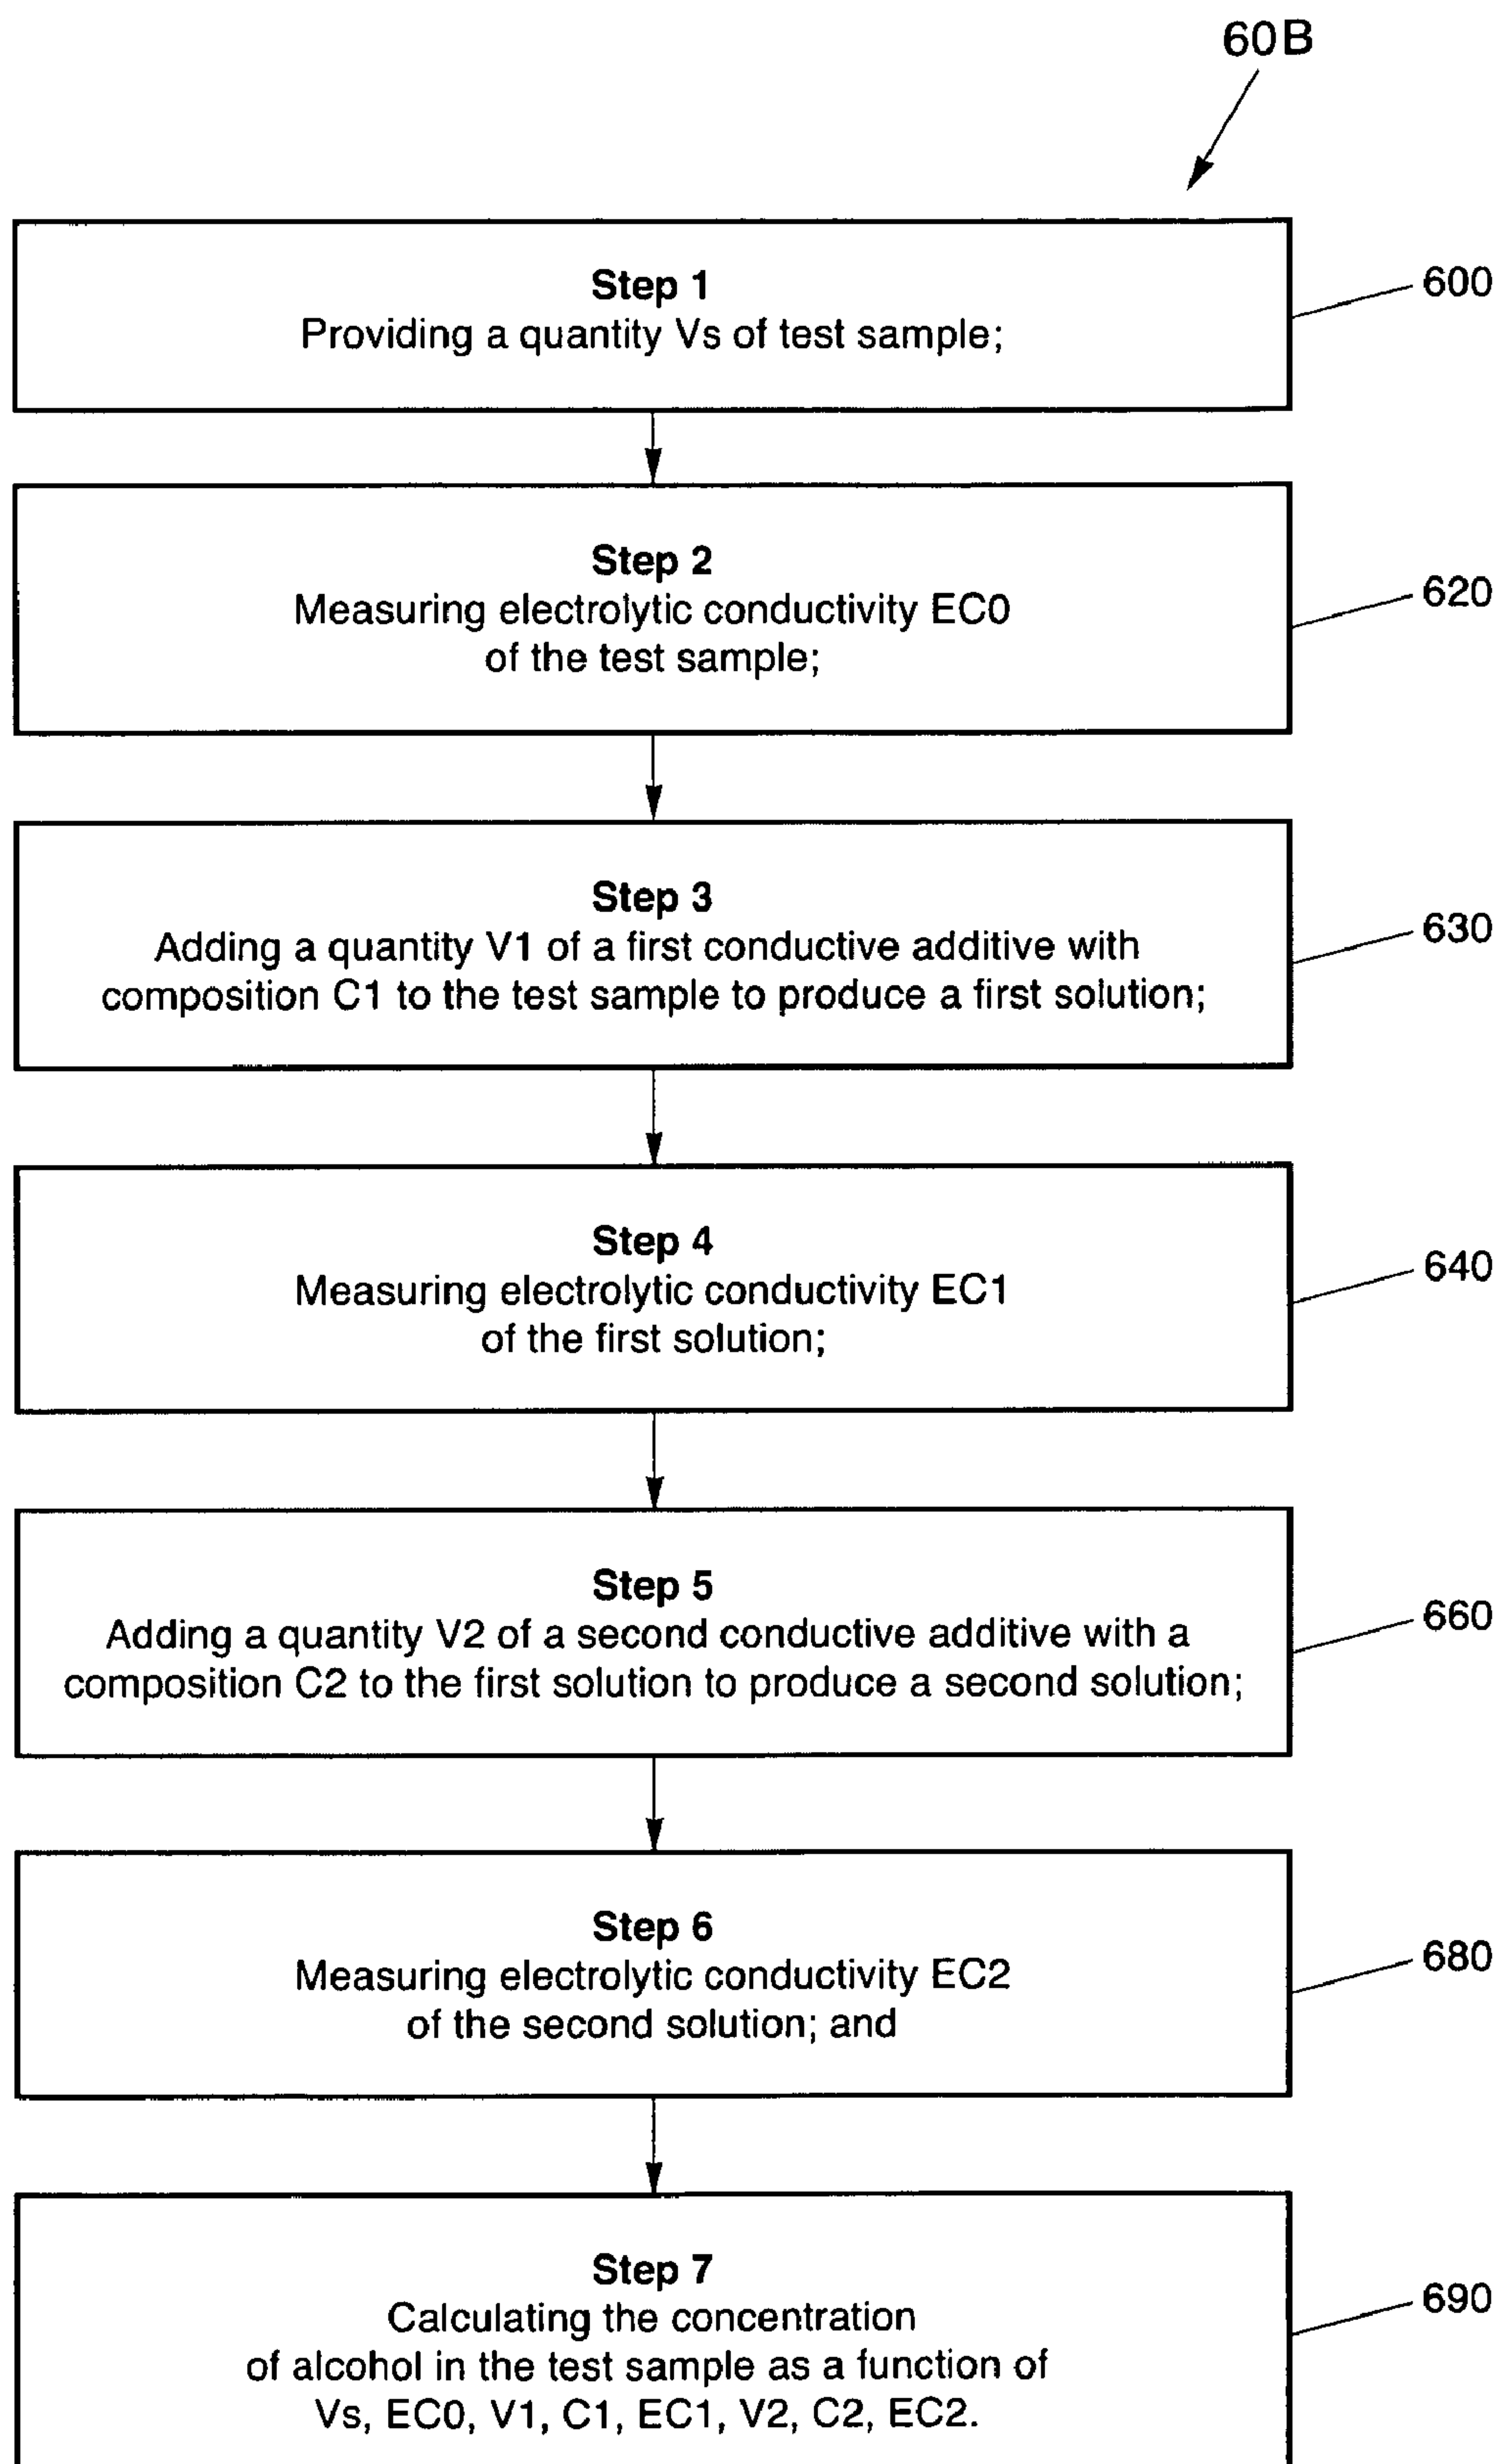 60B
Step 1
Providing a quantity Vs of test sample;
600
Step 2
Measuring electrolytic conductivity EC0
of the test sample;
620
Step 3
Adding a quantity V1 of a first conductive additive with
composition C1 to the test sample to produce a first solution;
630
Step 4
Measuring electrolytic conductivity EC1
of the first solution;
640
Step 5
Adding a quantity V2 of a second conductive additive with a
composition C2 to the first solution to produce a second solution;
660
Step 6
Measuring electrolytic conductivity EC2
of the second solution; and
680
Step 7
Calculating the concentration
of alcohol in the test sample as a function of
Vs, EC0, V1, C1, EC1, V2, C2, EC2.
690